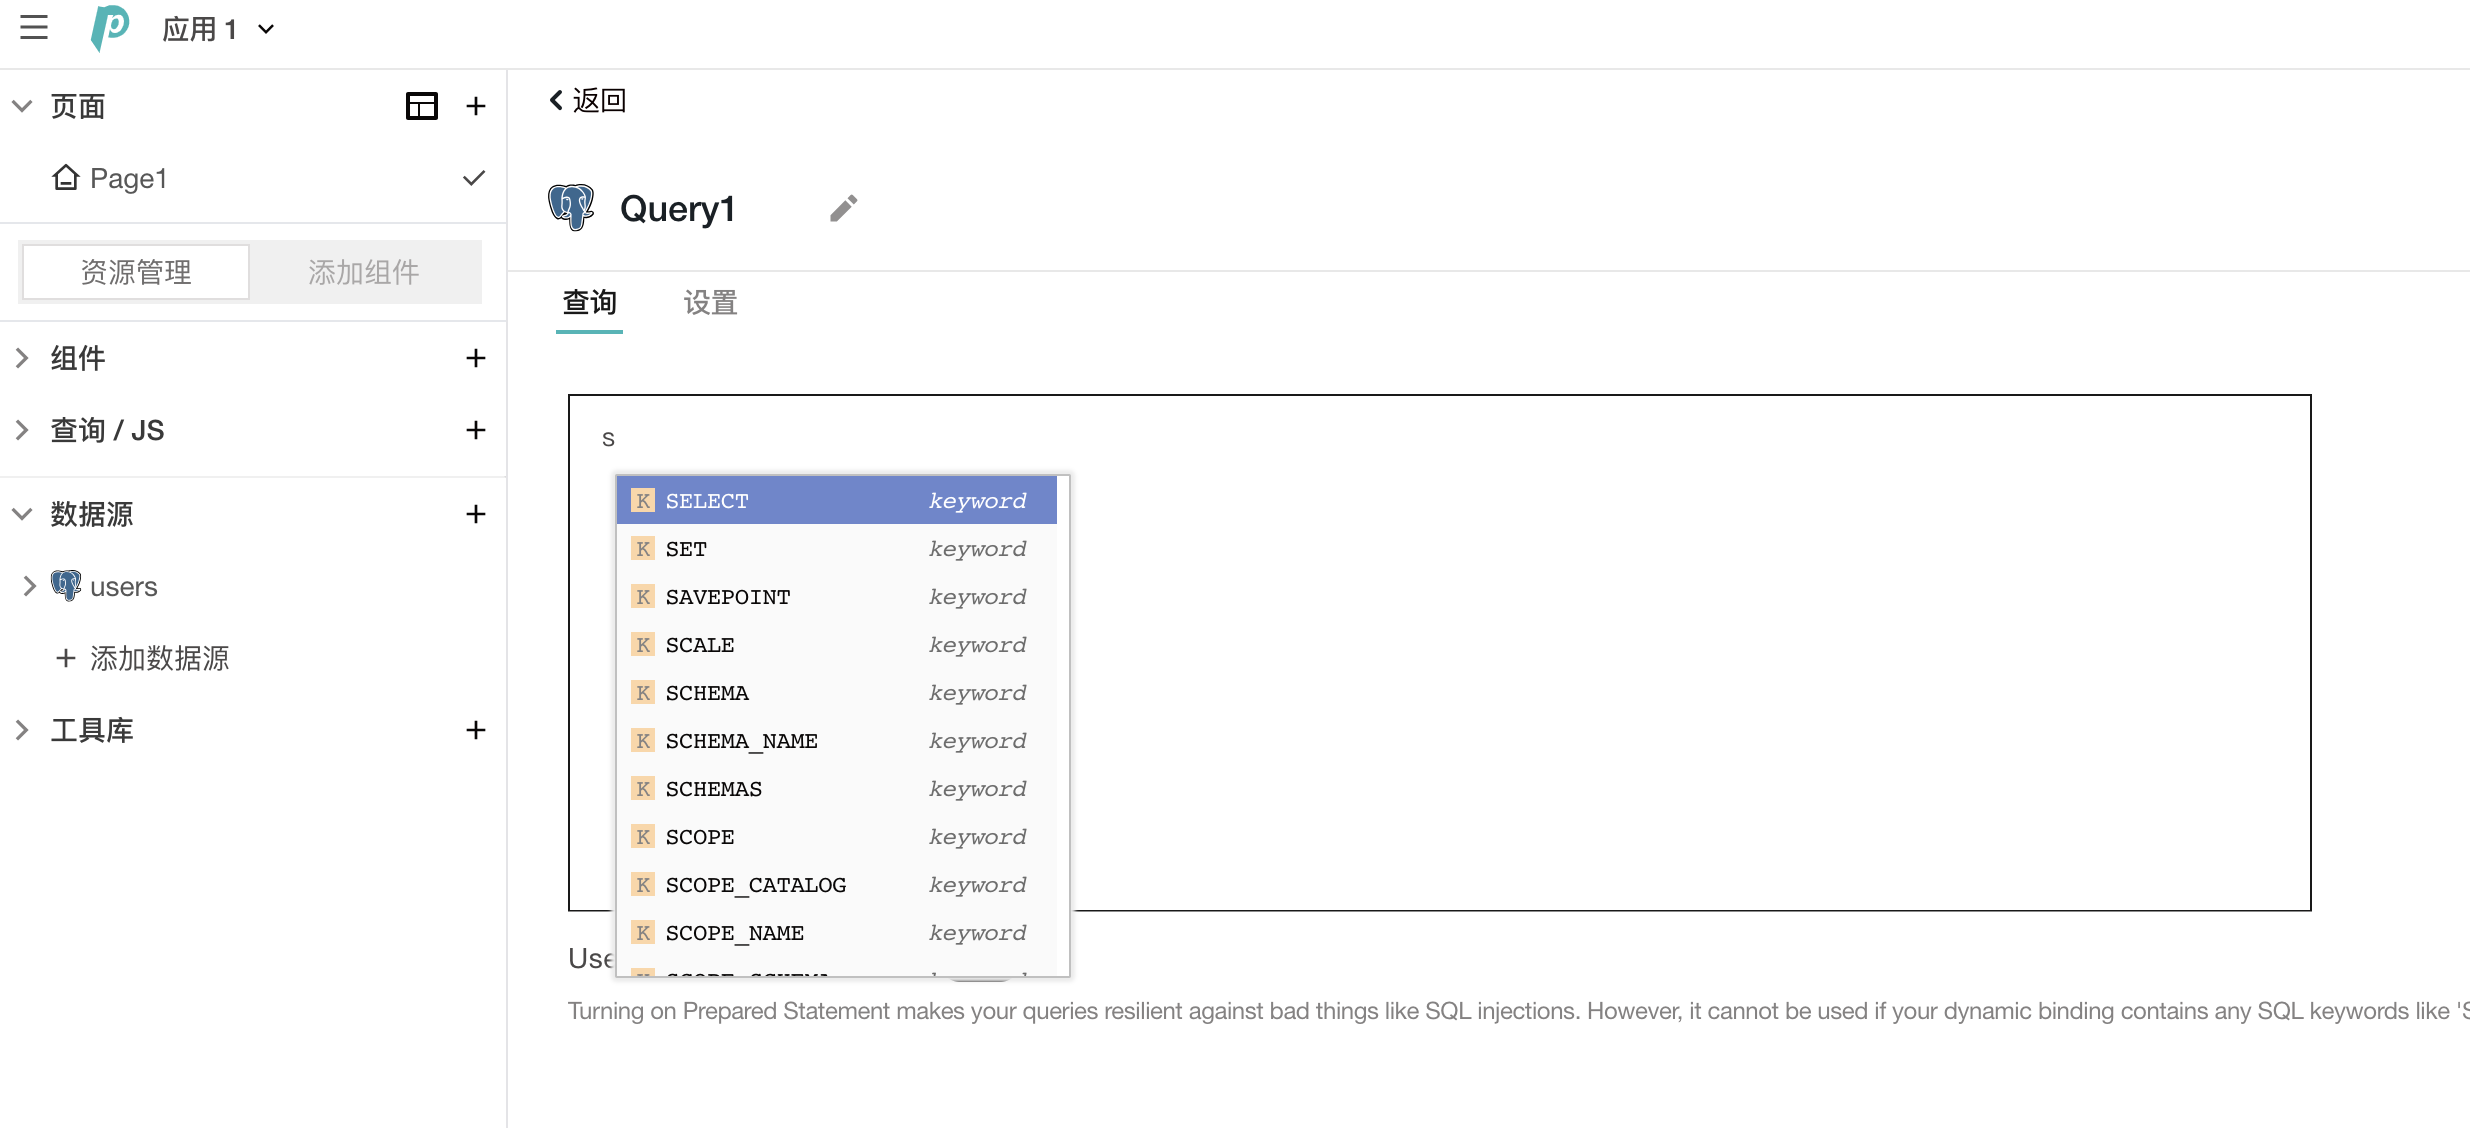 应用 1
页面
Page1
资源管理
添加组件
组件
查询 / JS
数据源
users
添加数据源
工具库
返回
Query1
查询
设置
s
K SELECT keyword
K SET keyword
K SAVEPOINT keyword
K SCALE keyword
K SCHEMA keyword
K SCHEMA_NAME keyword
K SCHEMAS keyword
K SCOPE keyword
K SCOPE_CATALOG keyword
K SCOPE_NAME keyword
Use
Turning on Prepared Statement makes your queries resilient against bad things like SQL injections. However, it cannot be used if your dynamic binding contains any SQL keywords like 'S